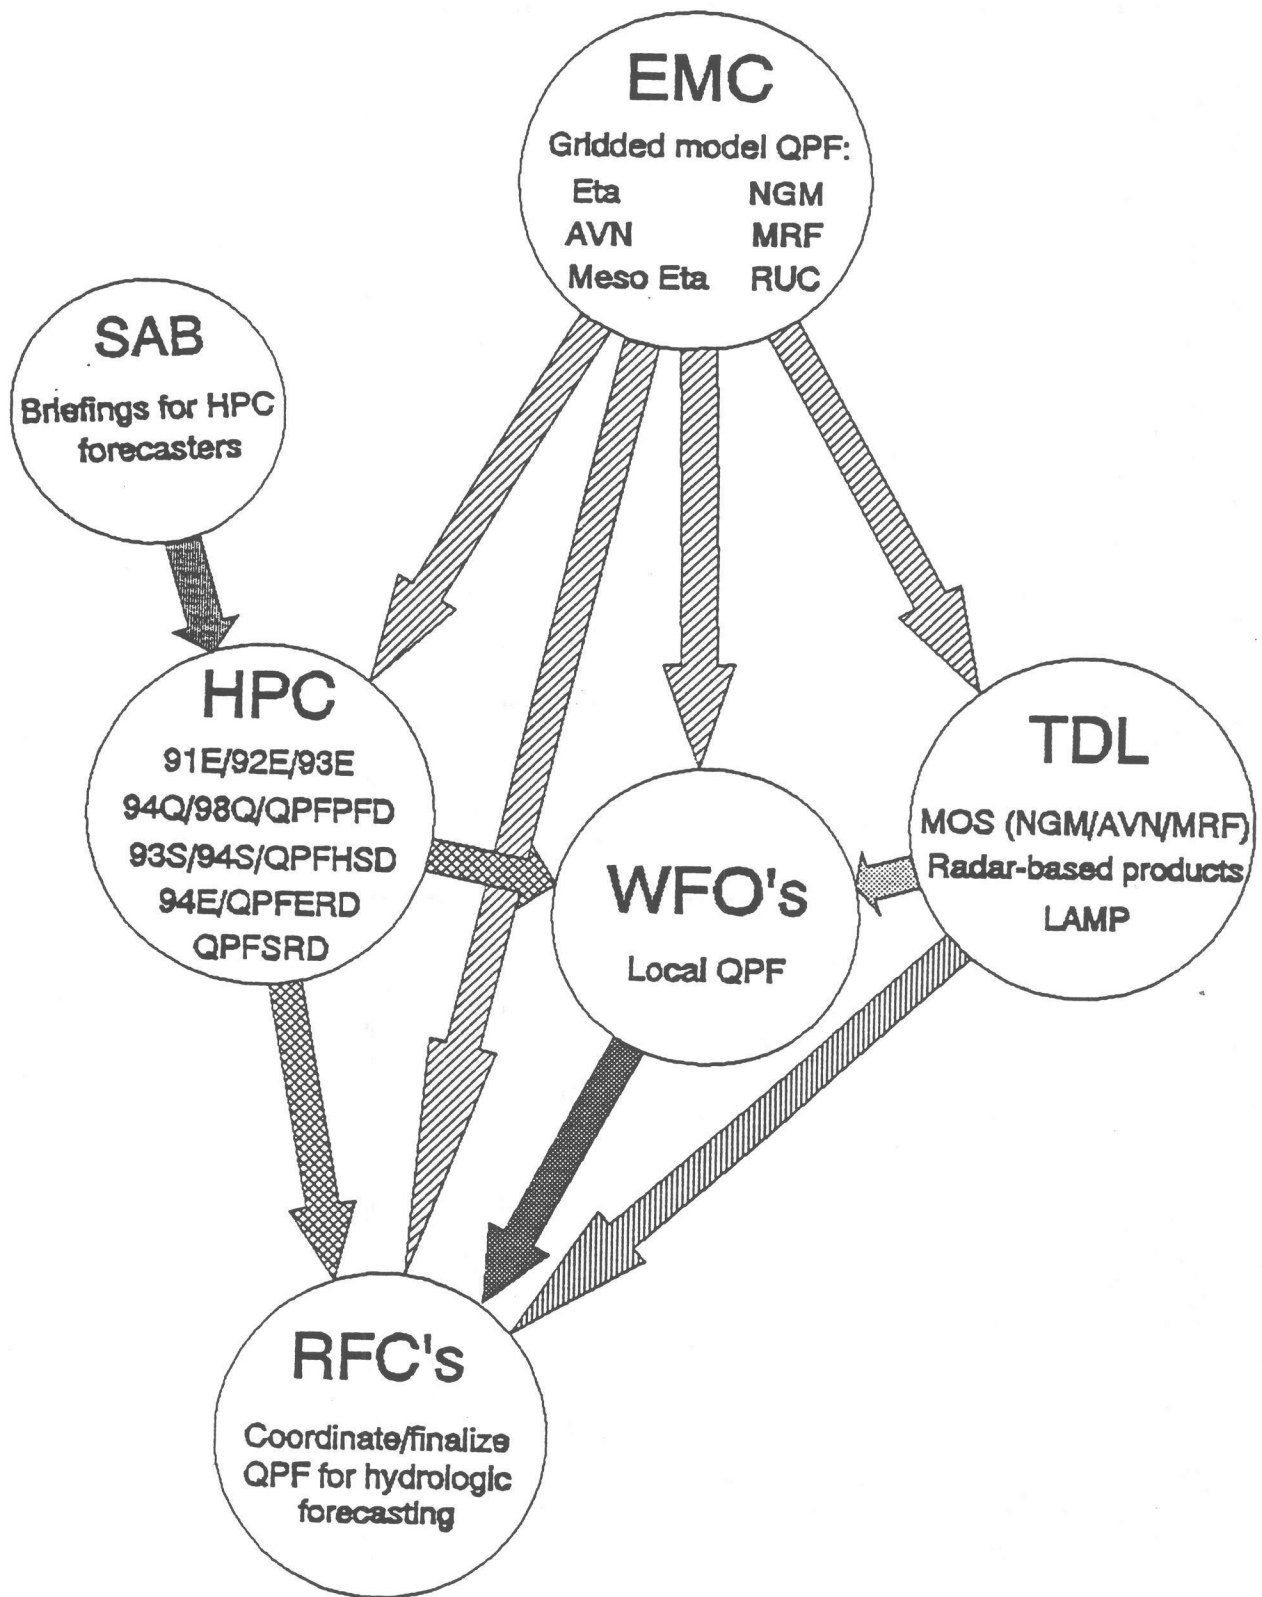 EMC
Gridded model QPF:
Eta NGM
AVN MRF
Meso Eta RUC
SAB
Briefings for HPC
forecasters
HPC
91E/92E/93E
94Q/98Q/QPFPFD
93S/94S/QPFHSD
94E/QPFERD
QPFSRD
TDL
MOS (NGM/AVN/MRF)
Radar-based products
LAMP
WFO's
Local QPF
RFC's
Coordinate/finalize
QPF for hydrologic
forecasting